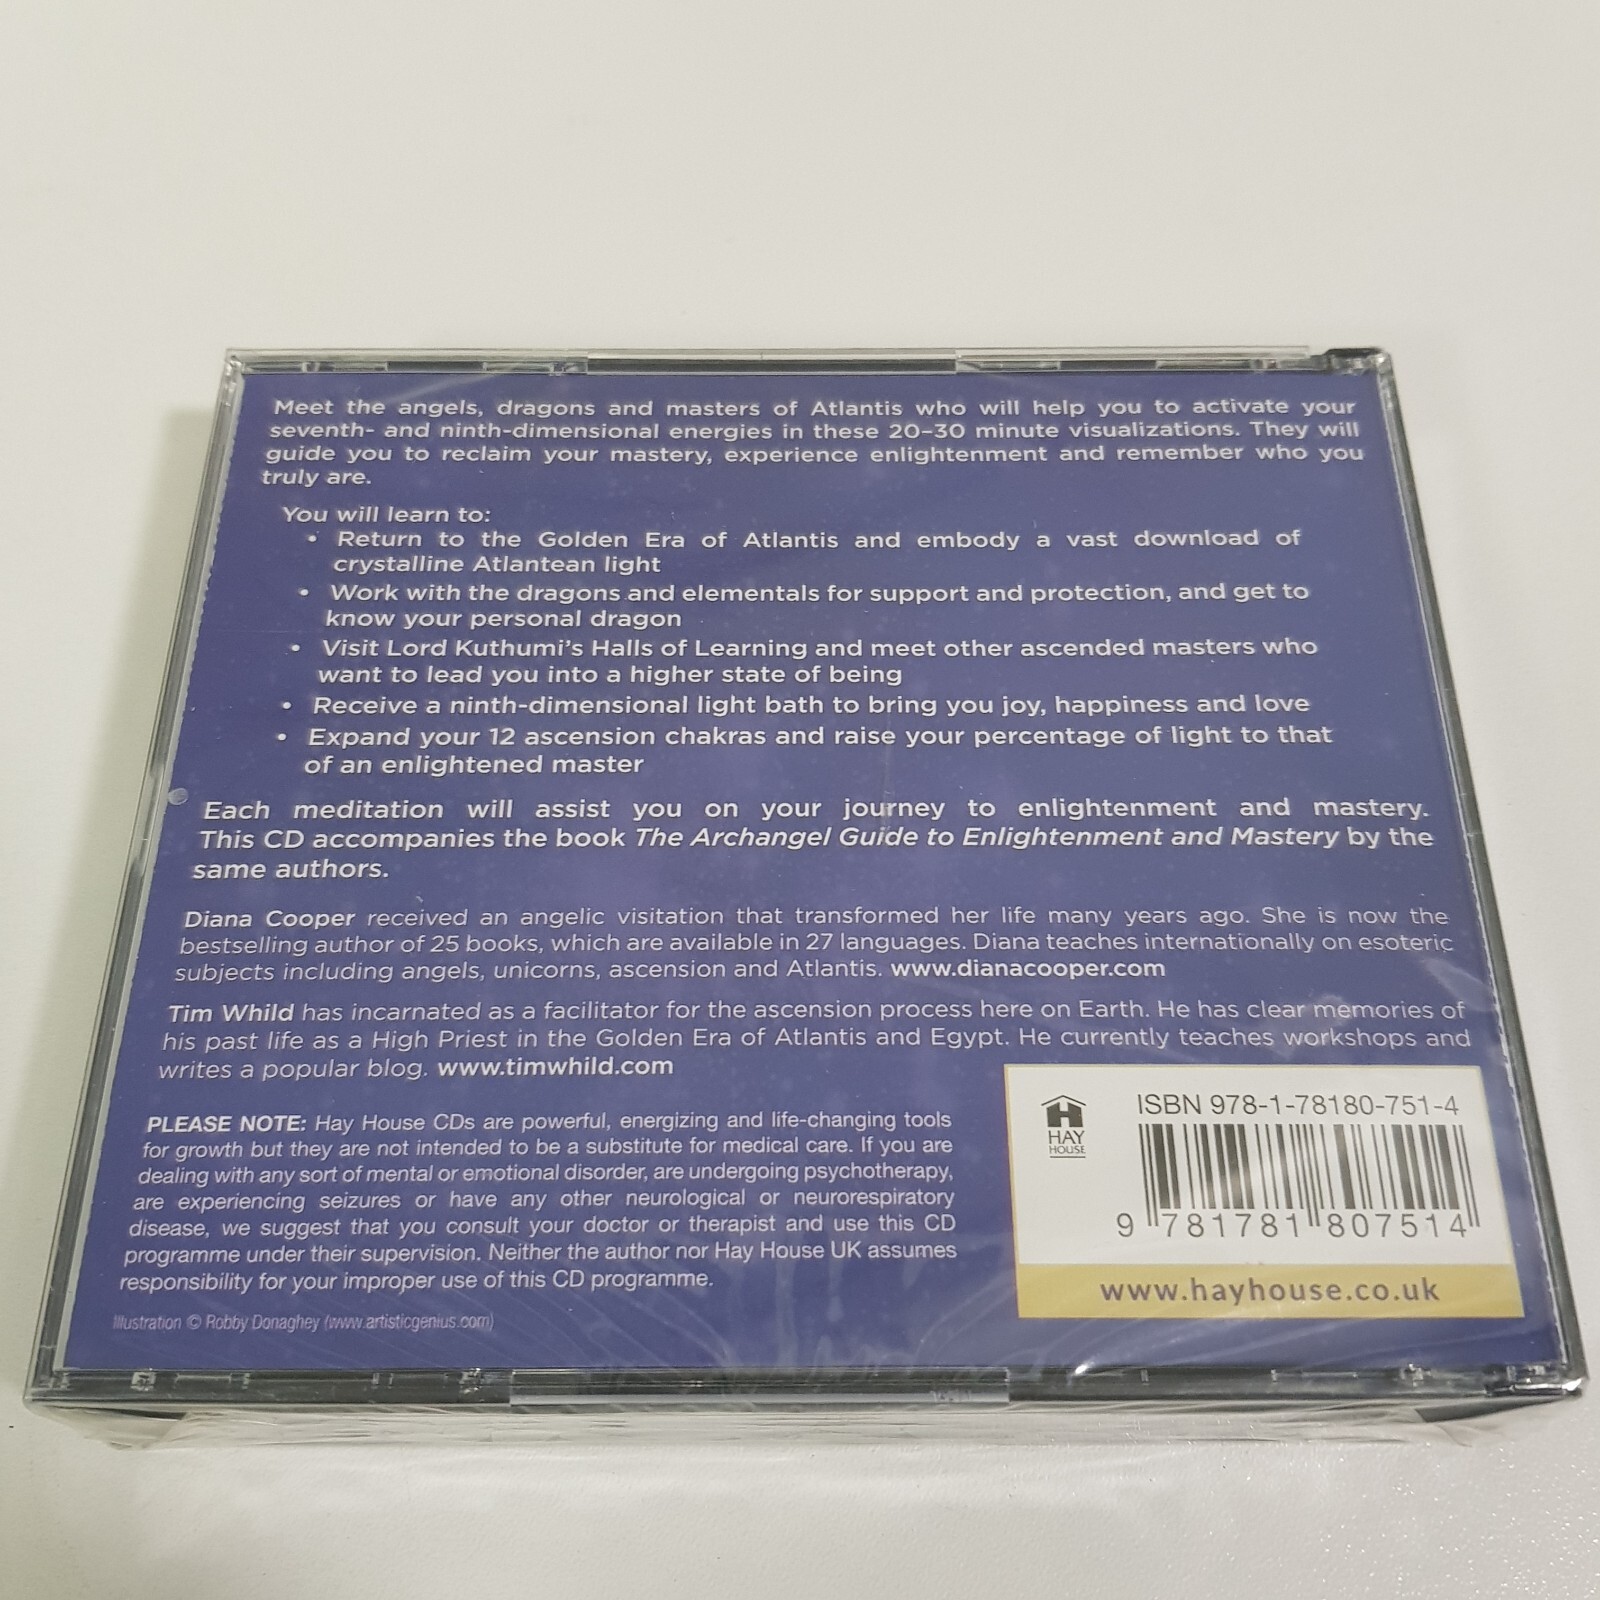 Meet the angels, dragons and masters of Atlantis who will help you to activate your
seventh- and ninth-dimensional energies in these 20–30 minute visualizations. They will
guide you to reclaim your mastery, experience enlightenment and remember who you
truly are.
You will learn to:
• Return to the Golden Era of Atlantis and embody a vast download of
crystalline Atlantean light
• Work with the dragons and elementals for support and protection, and get to
know your personal dragon
• Visit Lord Kuthumi's Halls of Learning and meet other ascended masters who
want to lead you into a higher state of being
• Receive a ninth-dimensional light bath to bring you joy, happiness and love
• Expand your 12 ascension chakras and raise your percentage of light to that
of an enlightened master
Each meditation will assist you on your journey to enlightenment and mastery.
This CD accompanies the book The Archangel Guide to Enlightenment and Mastery by the
same authors.
Diana Cooper received an angelic visitation that transformed her life many years ago. She is now the
bestselling author of 25 books, which are available in 27 languages. Diana teaches internationally on esoteric
subjects including angels, unicorns, ascension and Atlantis. www.dianacooper.com
Tim Whild has incarnated as a facilitator for the ascension process here on Earth. He has clear memories of
his past life as a High Priest in the Golden Era of Atlantis and Egypt. He currently teaches workshops and
writes a popular blog. www.timwhild.com
PLEASE NOTE: Hay House CDs are powerful, energizing and life-changing tools
for growth but they are not intended to be a substitute for medical care. If you are
dealing with any sort of mental or emotional disorder, are undergoing psychotherapy,
are experiencing seizures or have any other neurological or neurorespiratory
disease, we suggest that you consult your doctor or therapist and use this CD
programme under their supervision. Neither the author nor Hay House UK assumes
responsibility for your improper use of this CD programme.
Illustration © Robby Donaghey (www.artisticgenius.com)
ISBN 978-1-78180-751-4
HAY
HOUSE
9 781781 807514
www.hayhouse.co.uk